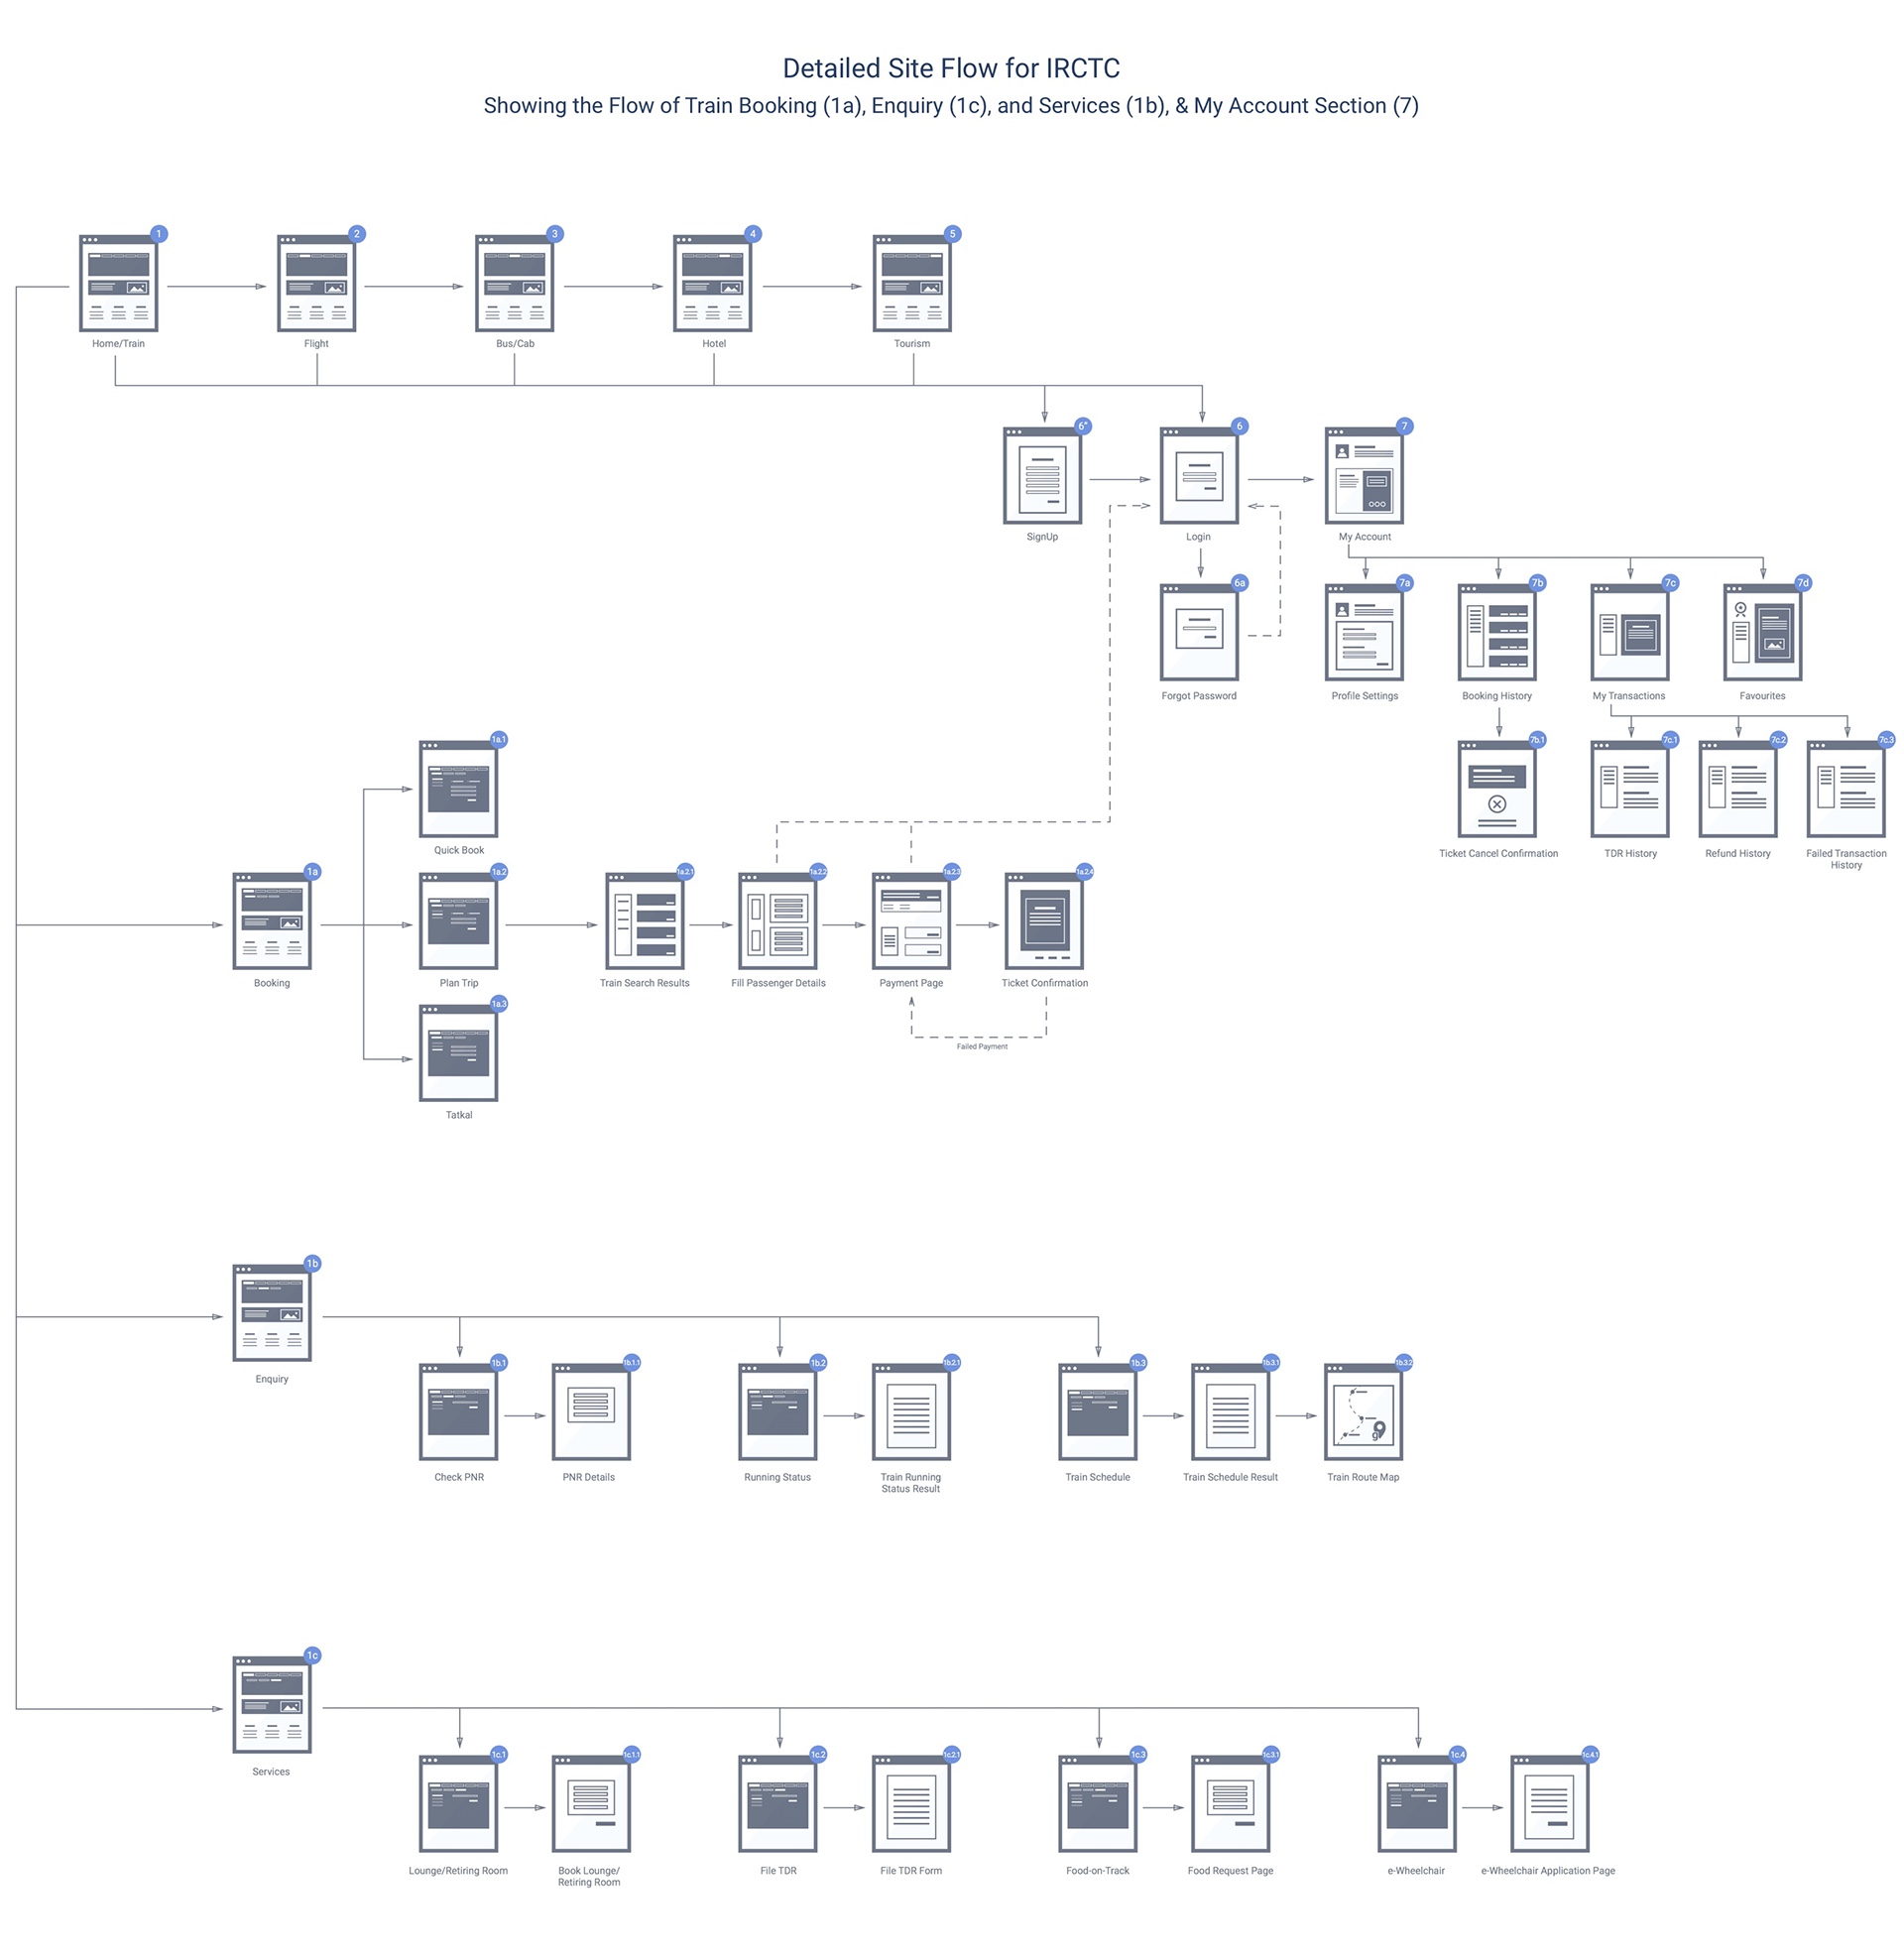 Detailed Site Flow for IRCTC
Showing the Flow of Train Booking (1a), Enquiry (1c), and Services (1b), & My Account Section (7)
1
2
3
4
5
Home/Train
Flight
Bus/Cab
Hotel
Tourism
6*
6
7
SignUp
Login
My Account
6a
7a
7b
7c
7d
Forgot Password
Profile Settings
Booking History
My Transactions
Favourites
7b.1
7c.1
7c.2
7c.3
Ticket Cancel Confirmation
TDR History
Refund History
Failed Transaction
History
1a.1
Quick Book
1a
1a.2
1a.2.1
1a.2.2
1a.2.3
1a.2.4
Booking
Plan Trip
Train Search Results
Fill Passenger Details
Payment Page
Ticket Confirmation
Failed Payment
1a.3
Tatkal
1b
Enquiry
1b.1
1b.1.1
1b.2
1b.2.1
1b.3
1b.3.1
1b.3.2
Check PNR
PNR Details
Running Status
Train Running
Status Result
Train Schedule
Train Schedule Result
Train Route Map
1c
Services
1c.1
1c.1.1
1c.2
1c.2.1
1c.3
1c.3.1
1c.4
1c.4.1
Lounge/Retiring Room
Book Lounge/
Retiring Room
File TDR
File TDR Form
Food-on-Track
Food Request Page
e-Wheelchair
e-Wheelchair Application Page